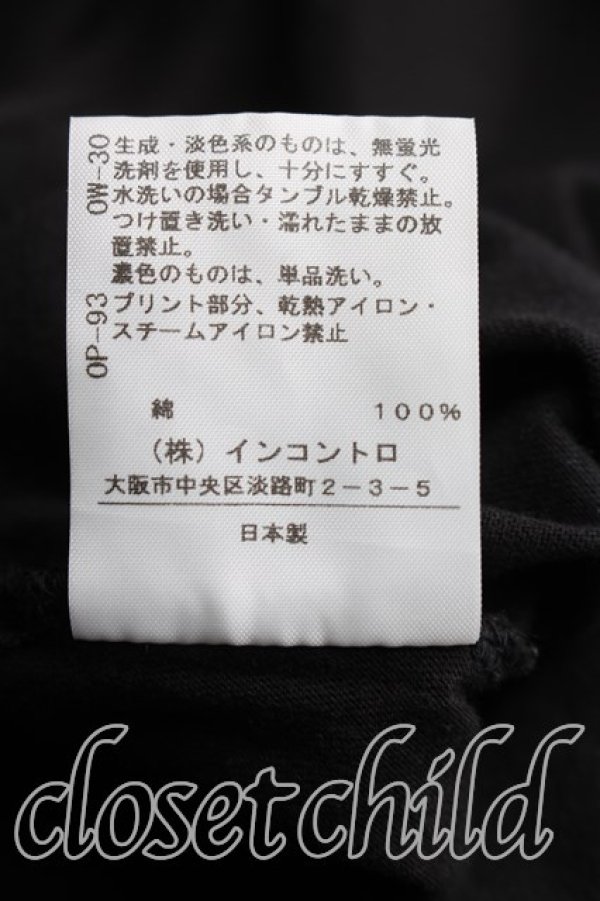 OW-30
生成・淡色系のものは、無蛍光
洗剤を使用し、十分にすすぐ。
水洗いの場合タンブル乾燥禁止。
つけ置き洗い・濡れたままの放
置禁止。
濃色のものは、単品洗い。
OP-93
プリント部分、乾熱アイロン・
スチームアイロン禁止
綿 100%
（株）インコントロ
大阪市中央区淡路町2-3-5
日本製
closet child